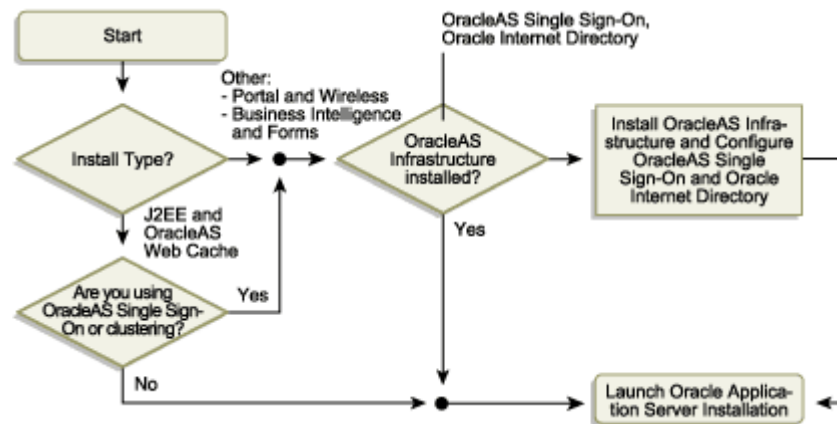 Start
OracleAS Single Sign-On,
Oracle Internet Directory
Other:
- Portal and Wireless
- Business Intelligence
and Forms
Install Type?
OracleAS
Infrastructure
installed?
Install OracleAS Infra-
structure and Configure
OracleAS Single
Sign-On and Oracle
Internet Directory
J2EE and
OracleAS
Web Cache
Yes
Are you using
OracleAS Single Sign-
On or clustering?
Yes
No
Launch Oracle Applica-
tion Server Installation